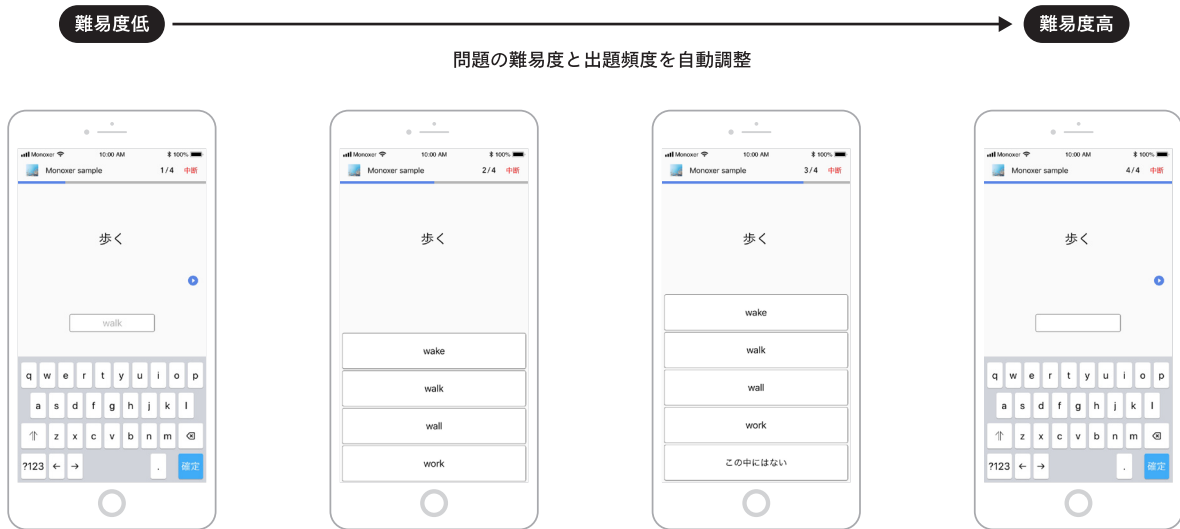 難易度低
難易度高
問題の難易度と出題頻度を自動調整
Monoxer 10:00 AM 100%
Monoxer sample 1/4 中断
歩く
walk
q w e r t y u i o p
a s d f g h j k l
z x c v b n m
?123 ← → . 確定
Monoxer 10:00 AM 100%
Monoxer sample 2/4 中断
歩く
wake
walk
wall
work
Monoxer 10:00 AM 100%
Monoxer sample 3/4 中断
歩く
wake
walk
wall
work
この中にはない
Monoxer 10:00 AM 100%
Monoxer sample 4/4 中断
歩く
q w e r t y u i o p
a s d f g h j k l
z x c v b n m
?123 ← → . 確定